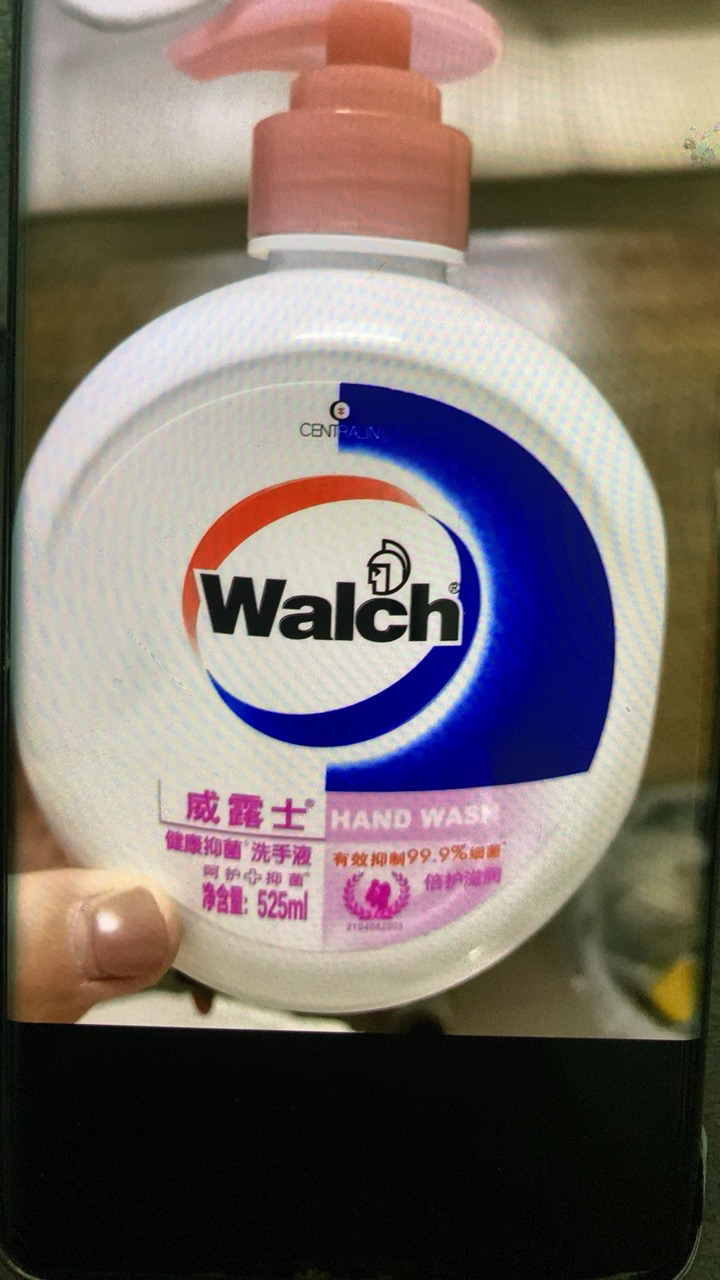 CENTRALIN
Walch®
威露士®
HAND WASH
健康抑菌*洗手液
有效抑制99.9%细菌*
呵护+抑菌*
倍护滋润
净含量: 525ml